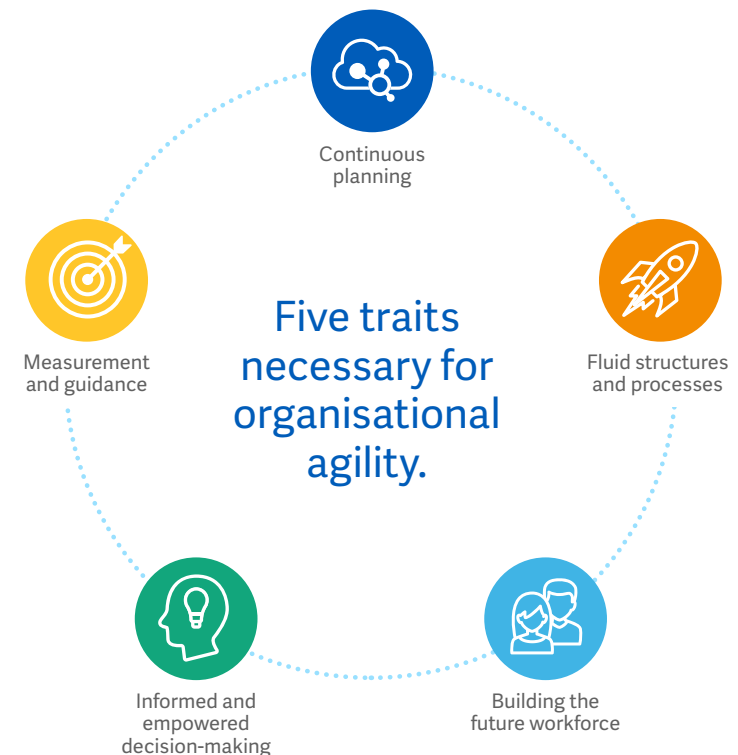 Continuous
planning
Measurement
and guidance
Five traits
necessary for
organisational
agility.
Fluid structures
and processes
Informed and
empowered
decision-making
Building the
future workforce